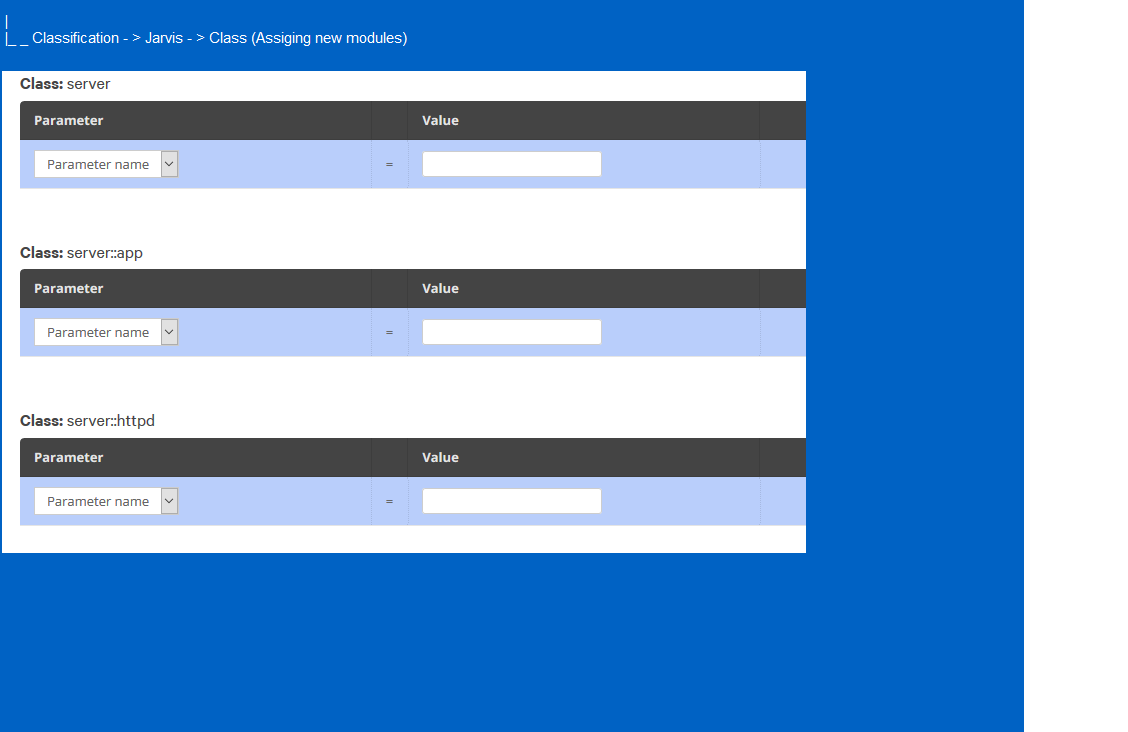 |
|_ _ Classification - > Jarvis - > Class (Assiging new modules)
Class: server
Parameter Value
Parameter name =
Class: server::app
Parameter Value
Parameter name =
Class: server::httpd
Parameter Value
Parameter name =